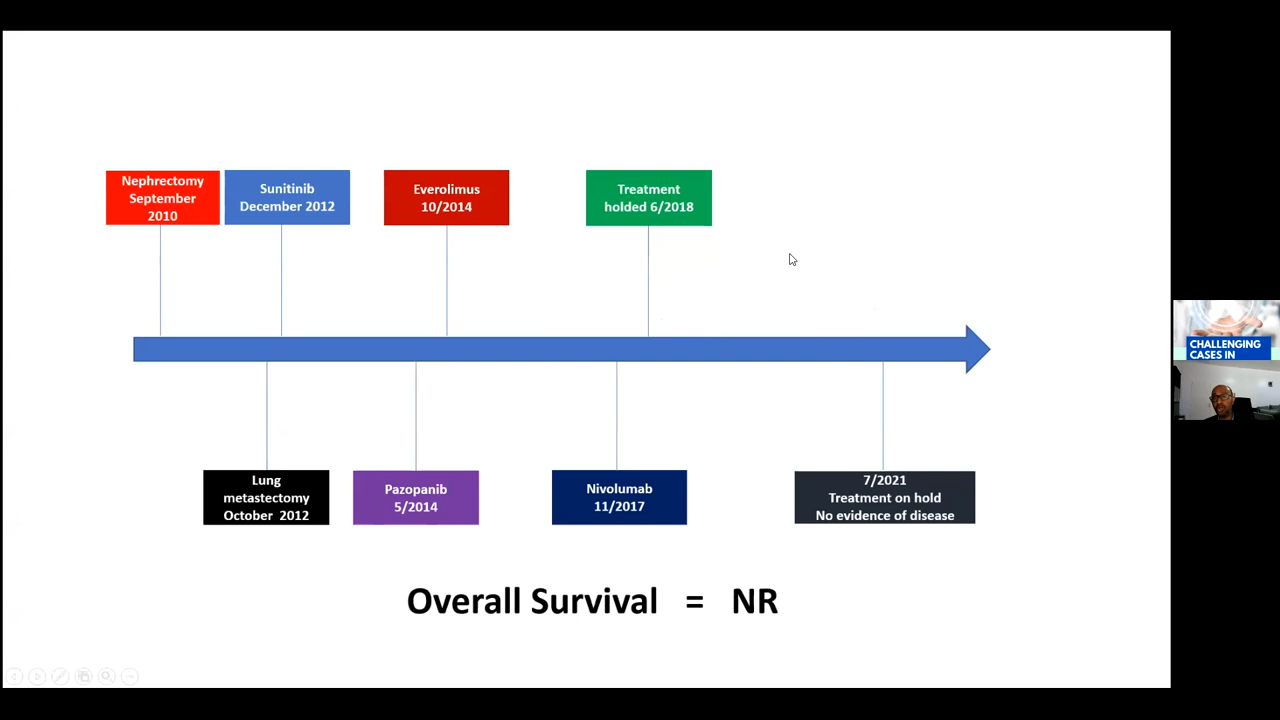 Nephrectomy
September
2010
Sunitinib
December 2012
Everolimus
10/2014
Treatment
holded 6/2018
Lung
metastectomy
October 2012
Pazopanib
5/2014
Nivolumab
11/2017
7/2021
Treatment on hold
No evidence of disease
Overall Survival = NR
CHALLENGING
CASES IN